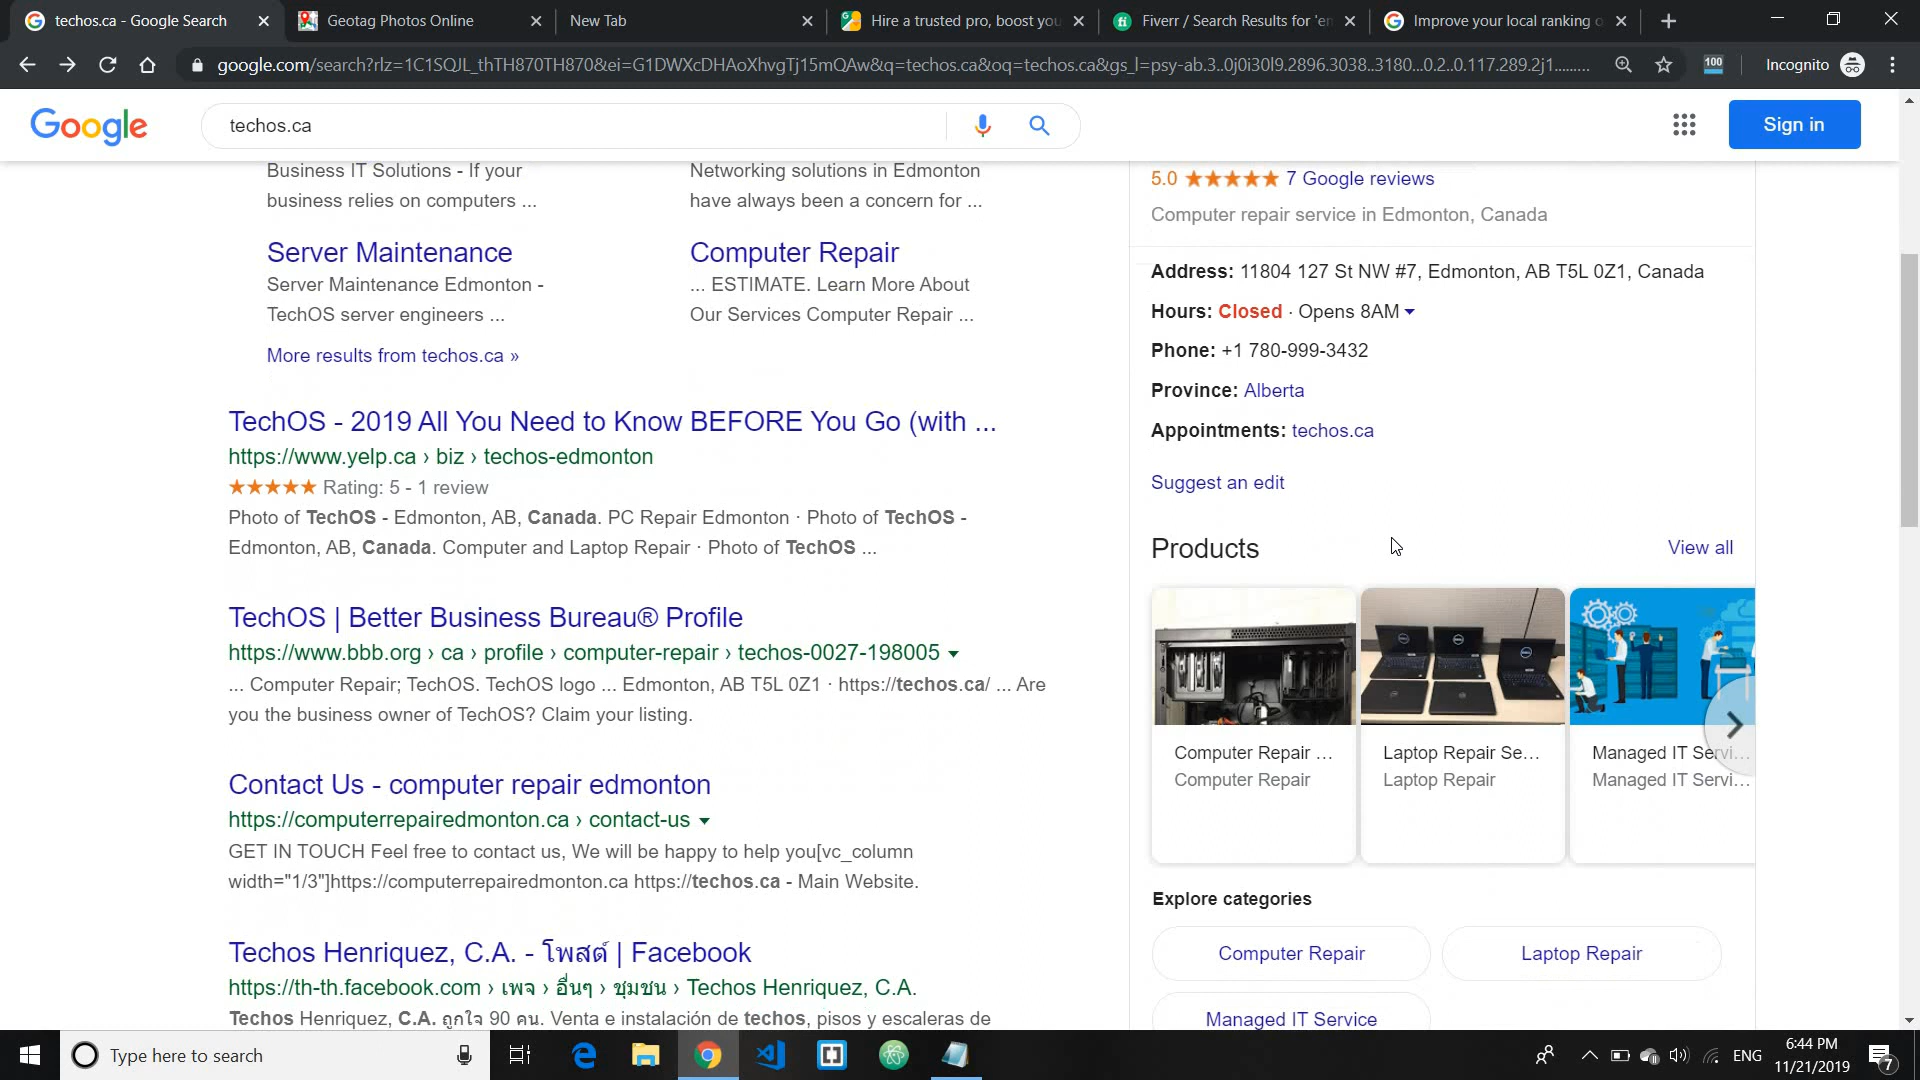 techos.ca - Google Search
Geotag Photos Online
New Tab
Hire a trusted pro, boost you
Fiverr / Search Results for 'en
Improve your local ranking o
google.com/search?rlz=1C1SQJL_thTH870TH870&ei=G1DWXcDHAoXhvgTj15mQAw&q=techos.ca&oq=techos.ca&gs_l=psy-ab.3..0j0i30l9.2896.3038..3180...0.2..0.117.289.2j1.........
100
Incognito
Google
techos.ca
Sign in
Business IT Solutions - If your
business relies on computers ...
Networking solutions in Edmonton
have always been a concern for ...
Server Maintenance
Server Maintenance Edmonton -
TechOS server engineers ...
Computer Repair
... ESTIMATE. Learn More About
Our Services Computer Repair ...
More results from techos.ca »
TechOS - 2019 All You Need to Know BEFORE You Go (with ...
https://www.yelp.ca › biz › techos-edmonton
Rating: 5 - 1 review
Photo of TechOS - Edmonton, AB, Canada. PC Repair Edmonton · Photo of TechOS -
Edmonton, AB, Canada. Computer and Laptop Repair · Photo of TechOS ...
TechOS | Better Business Bureau® Profile
https://www.bbb.org › ca › profile › computer-repair › techos-0027-198005
... Computer Repair; TechOS. TechOS logo ... Edmonton, AB T5L 0Z1 · https://techos.ca/ ... Are
you the business owner of TechOS? Claim your listing.
Contact Us - computer repair edmonton
https://computerrepairedmonton.ca › contact-us
GET IN TOUCH Feel free to contact us, We will be happy to help you[vc_column
width="1/3"]https://computerrepairedmonton.ca https://techos.ca - Main Website.
Techos Henriquez, C.A. - โพสต์ | Facebook
https://th-th.facebook.com › เพจ › อื่นๆ › ชุมชน › Techos Henriquez, C.A.
Techos Henriquez, C.A. ถูกใจ 90 คน. Venta e instalación de techos, pisos y escaleras de
5.0 ★★★★★ 7 Google reviews
Computer repair service in Edmonton, Canada
Address: 11804 127 St NW #7, Edmonton, AB T5L 0Z1, Canada
Hours: Closed · Opens 8AM
Phone: +1 780-999-3432
Province: Alberta
Appointments: techos.ca
Suggest an edit
Products
View all
Computer Repair ...
Computer Repair
Laptop Repair Se...
Laptop Repair
Managed IT Servi...
Managed IT Servi...
Explore categories
Computer Repair
Laptop Repair
Managed IT Service
Type here to search
ENG
6:44 PM
11/21/2019
7